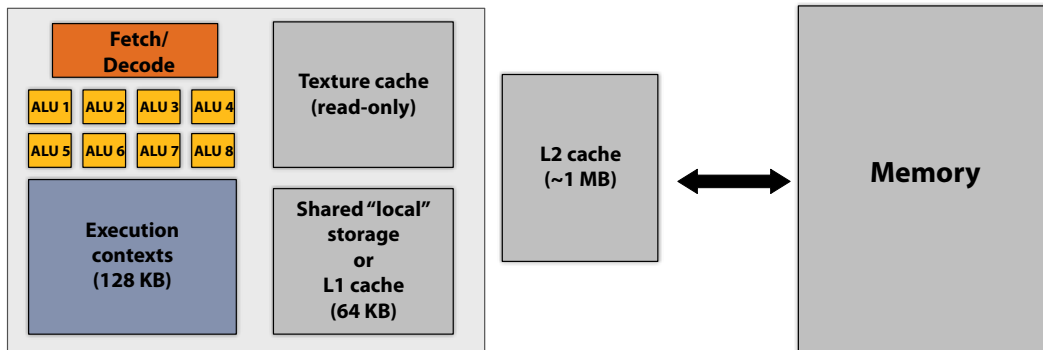 Fetch/
Decode
ALU 1
ALU 2
ALU 3
ALU 4
ALU 5
ALU 6
ALU 7
ALU 8
Execution
contexts
(128 KB)
Texture cache
(read-only)
Shared “local”
storage
or
L1 cache
(64 KB)
L2 cache
(~1 MB)
Memory